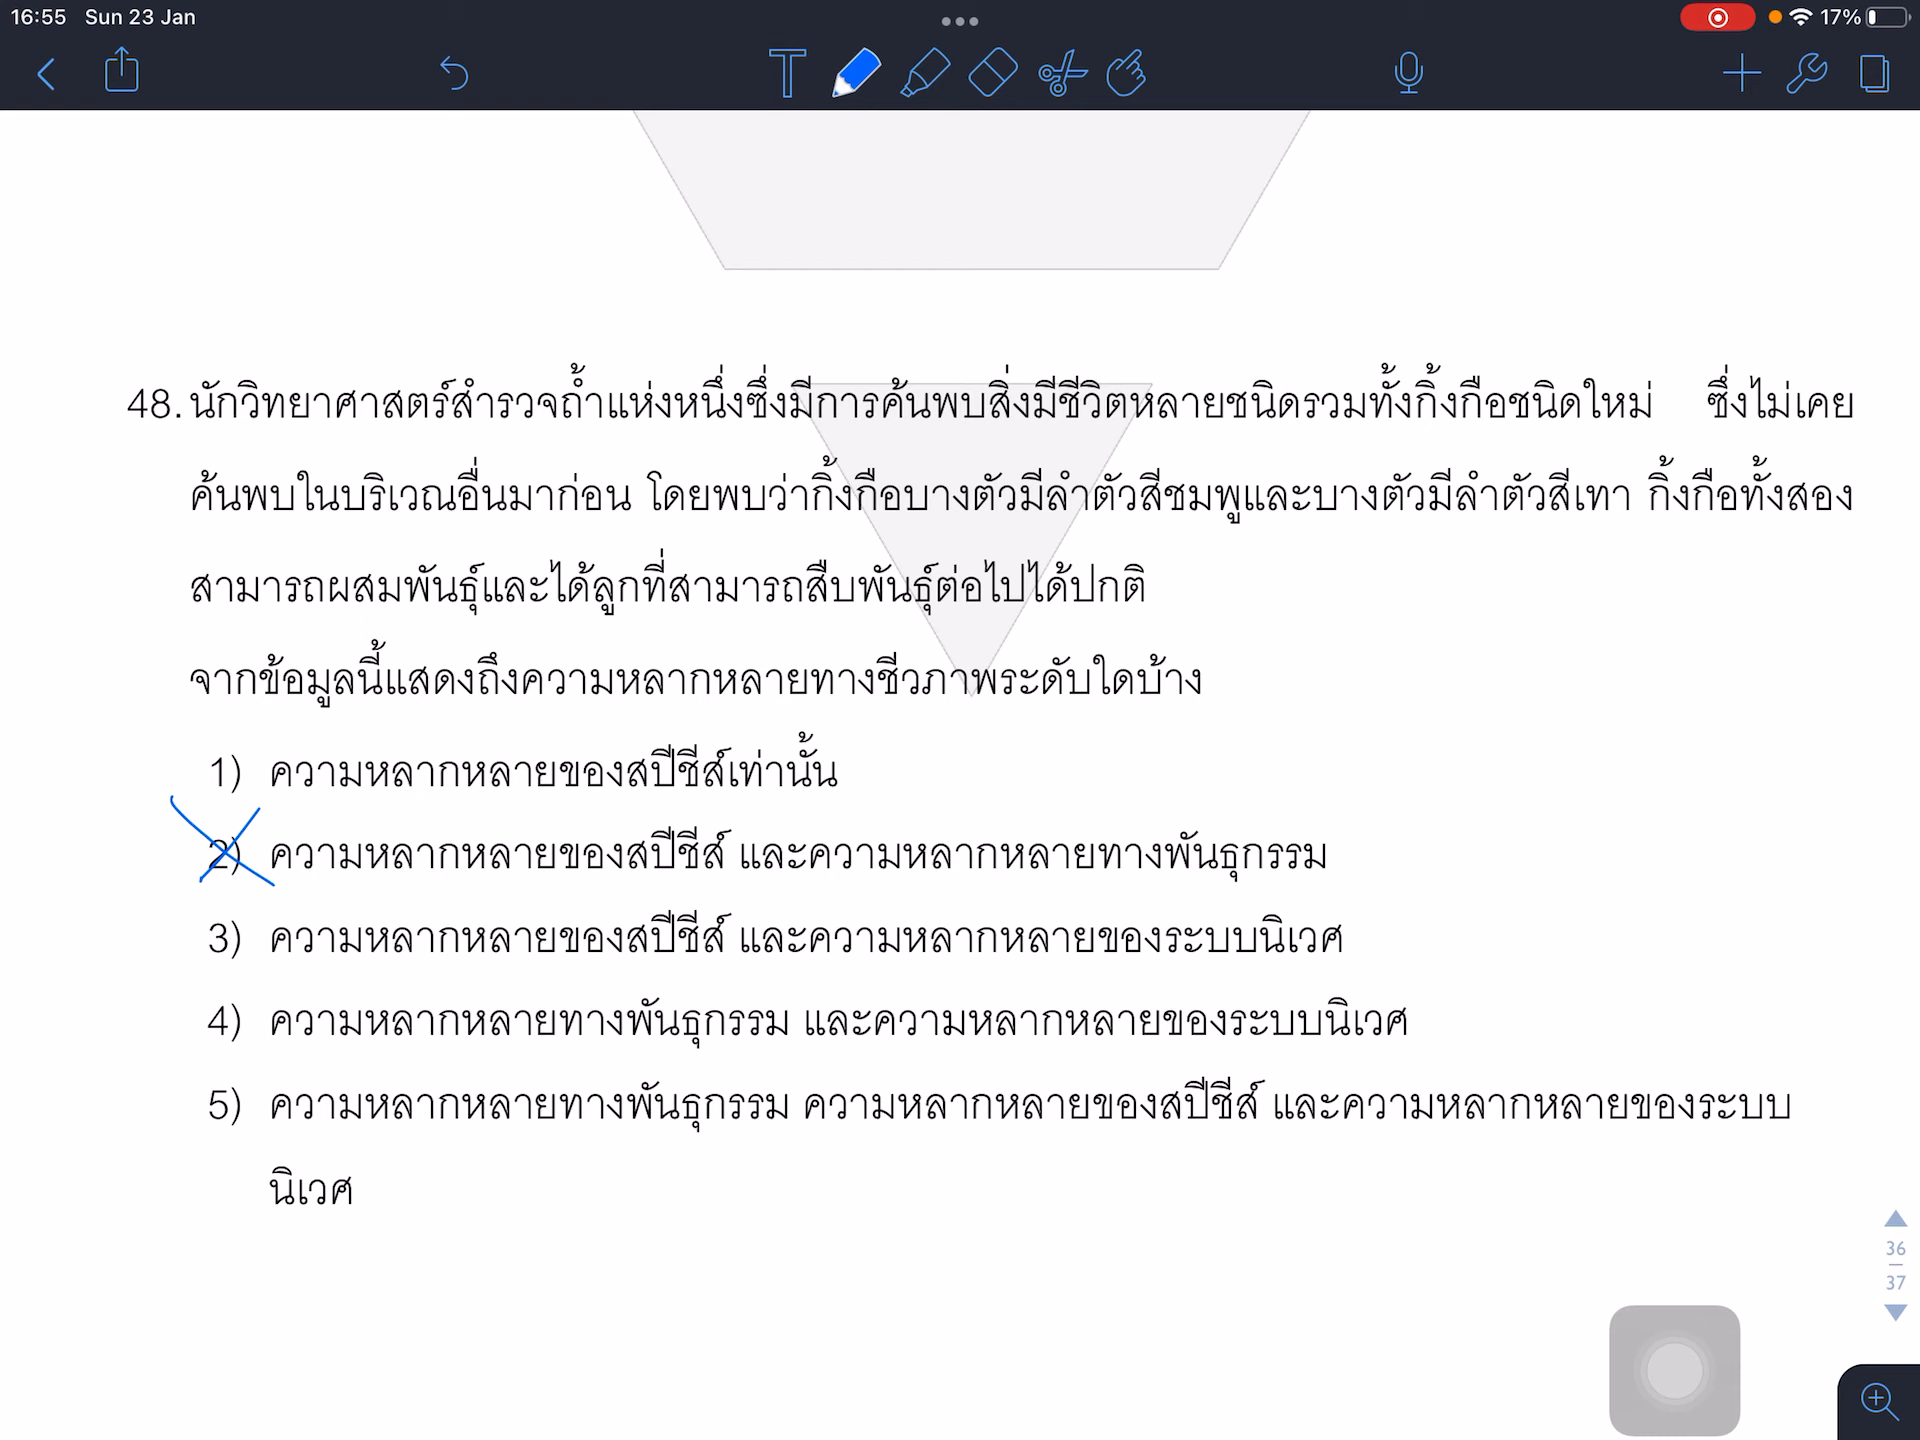 16:55 Sun 23 Jan
17%
48. นักวิทยาศาสตร์สำรวจถ้ำแห่งหนึ่งซึ่งมีการค้นพบสิ่งมีชีวิตหลายชนิดรวมทั้งกิ้งกือชนิดใหม่ ซึ่งไม่เคย
ค้นพบในบริเวณอื่นมาก่อน โดยพบว่ากิ้งกือบางตัวมีลำตัวสีชมพูและบางตัวมีลำตัวสีเทา กิ้งกือทั้งสอง
สามารถผสมพันธุ์และได้ลูกที่สามารถสืบพันธุ์ต่อไปได้ปกติ
จากข้อมูลนี้แสดงถึงความหลากหลายทางชีวภาพระดับใดบ้าง
1) ความหลากหลายของสปีชีส์เท่านั้น
2) ความหลากหลายของสปีชีส์ และความหลากหลายทางพันธุกรรม
3) ความหลากหลายของสปีชีส์ และความหลากหลายของระบบนิเวศ
4) ความหลากหลายทางพันธุกรรม และความหลากหลายของระบบนิเวศ
5) ความหลากหลายทางพันธุกรรม ความหลากหลายของสปีชีส์ และความหลากหลายของระบบ
นิเวศ
36
37